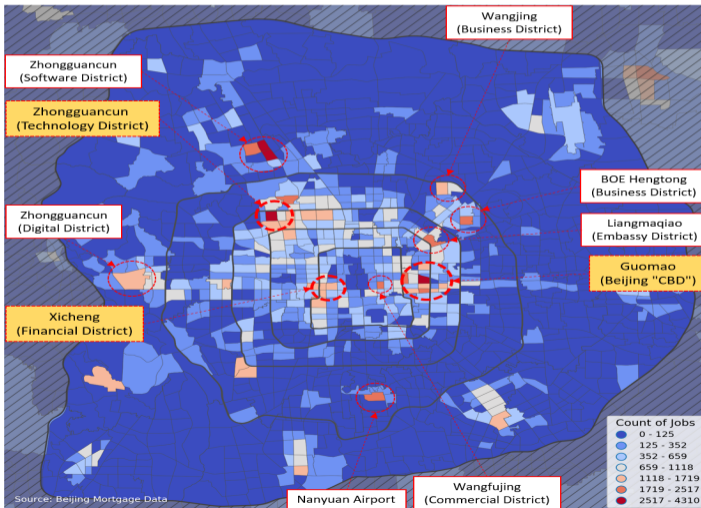 Wangjing
(Business District)
Zhongguancun
(Software District)
Zhongguancun
(Technology District)
BOE Hengtong
(Business District)
Zhongguancun
(Digital District)
Liangmaqiao
(Embassy District)
Guomao
(Beijing "CBD")
Xicheng
(Financial District)
Count of Jobs
0 - 125
125 - 352
352 - 659
659 - 1118
1118 - 1719
1719 - 2517
2517 - 4310
Source: Beijing Mortgage Data
Nanyuan Airport
Wangfujing
(Commercial District)